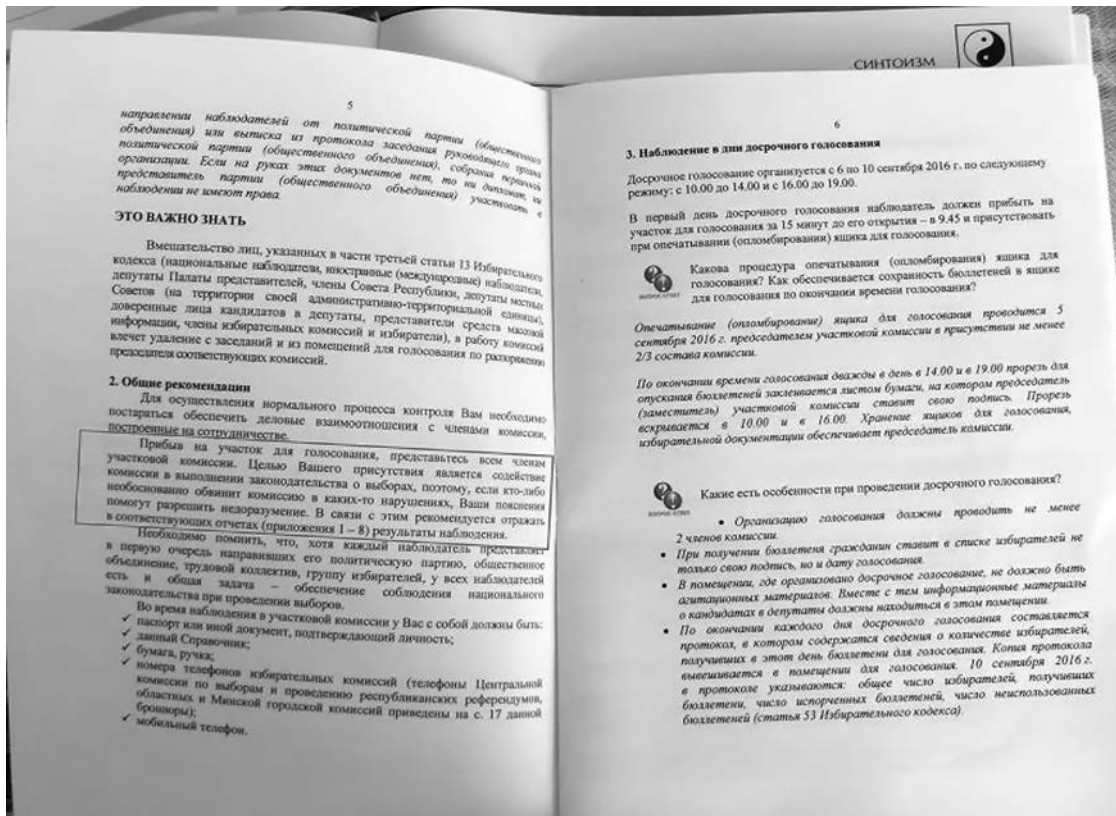 СИНТОИЗМ
5
направлении наблюдателей от политической партии (общественного
объединения) или выписка из протокола заседания руководящего органа
политической партии (общественного объединения), собрания первичной
организации. Если на руках этих документов нет, то ни дипломат, ни
представитель партии (общественного объединения) участвовать в
наблюдении не имеют права.
ЭТО ВАЖНО ЗНАТЬ
Вмешательство лиц, указанных в части третьей статьи 13 Избирательного
кодекса (национальные наблюдатели, иностранные (международные) наблюдатели,
депутаты Палаты представителей, члены Совета Республики, депутаты местных
Советов (на территории своей административно-территориальной единицы),
доверенные лица кандидатов в депутаты, представители средств массовой
информации, члены избирательных комиссий и избиратели), в работу комиссий
влечет удаление с заседаний и из помещений для голосования по распоряжению
председателя соответствующих комиссий.
2. Общие рекомендации
Для осуществления нормального процесса контроля Вам необходимо
постараться обеспечить деловые взаимоотношения с членами комиссии,
построенные на сотрудничестве.
Прибыв на участок для голосования, представьтесь всем членам
участковой комиссии. Целью Вашего присутствия является содействие
комиссии в выполнении законодательства о выборах, поэтому, если кто-либо
необоснованно обвинит комиссию в каких-то нарушениях, Ваши пояснения
помогут разрешить недоразумение. В связи с этим рекомендуется отражать
в соответствующих отчетах (приложения 1 – 8) результаты наблюдения.
Необходимо помнить, что, хотя каждый наблюдатель представляет
в первую очередь направивших его политическую партию, общественное
объединение, трудовой коллектив, группу избирателей, у всех наблюдателей
есть и общая задача – обеспечение соблюдения национального
законодательства при проведении выборов.
Во время наблюдения в участковой комиссии у Вас с собой должны быть:
✓ паспорт или иной документ, подтверждающий личность;
✓ данный Справочник;
✓ бумага, ручка;
✓ номера телефонов избирательных комиссий (телефоны Центральной
комиссии по выборам и проведению республиканских референдумов,
областных и Минской городской комиссий приведены на с. 17 данной
брошюры);
✓ мобильный телефон.
6
3. Наблюдение в дни досрочного голосования
Досрочное голосование организуется с 6 по 10 сентября 2016 г. по следующему
режиму: с 10.00 до 14.00 и с 16.00 до 19.00.
В первый день досрочного голосования наблюдатель должен прибыть на
участок для голосования за 15 минут до его открытия – в 9.45 и присутствовать
при опечатывании (опломбировании) ящика для голосования.
Какова процедура опечатывания (опломбирования) ящика для
голосования? Как обеспечивается сохранность бюллетеней в ящике
для голосования по окончании времени голосования?
ВОПРОС-ОТВЕТ
Опечатывание (опломбирование) ящика для голосования проводится 5
сентября 2016 г. председателем участковой комиссии в присутствии не менее
2/3 состава комиссии.
По окончании времени голосования дважды в день в 14.00 и в 19.00 прорезь для
опускания бюллетеней заклеивается листом бумаги, на котором председатель
(заместитель) участковой комиссии ставит свою подпись. Прорезь
вскрывается в 10.00 и в 16.00. Хранение ящиков для голосования,
избирательной документации обеспечивает председатель комиссии.
Какие есть особенности при проведении досрочного голосования?
ВОПРОС-ОТВЕТ
• Организацию голосования должны проводить не менее
2 членов комиссии.
• При получении бюллетеня гражданин ставит в списке избирателей не
только свою подпись, но и дату голосования.
• В помещении, где организовано досрочное голосование, не должно быть
агитационных материалов. Вместе с тем информационные материалы
о кандидатах в депутаты должны находиться в этом помещении.
• По окончании каждого дня досрочного голосования составляется
протокол, в котором содержатся сведения о количестве избирателей,
получивших в этот день бюллетени для голосования. Копия протокола
вывешивается в помещении для голосования. 10 сентября 2016 г.
в протоколе указываются: общее число избирателей, получивших
бюллетени, число испорченных бюллетеней, число неиспользованных
бюллетеней (статья 53 Избирательного кодекса).